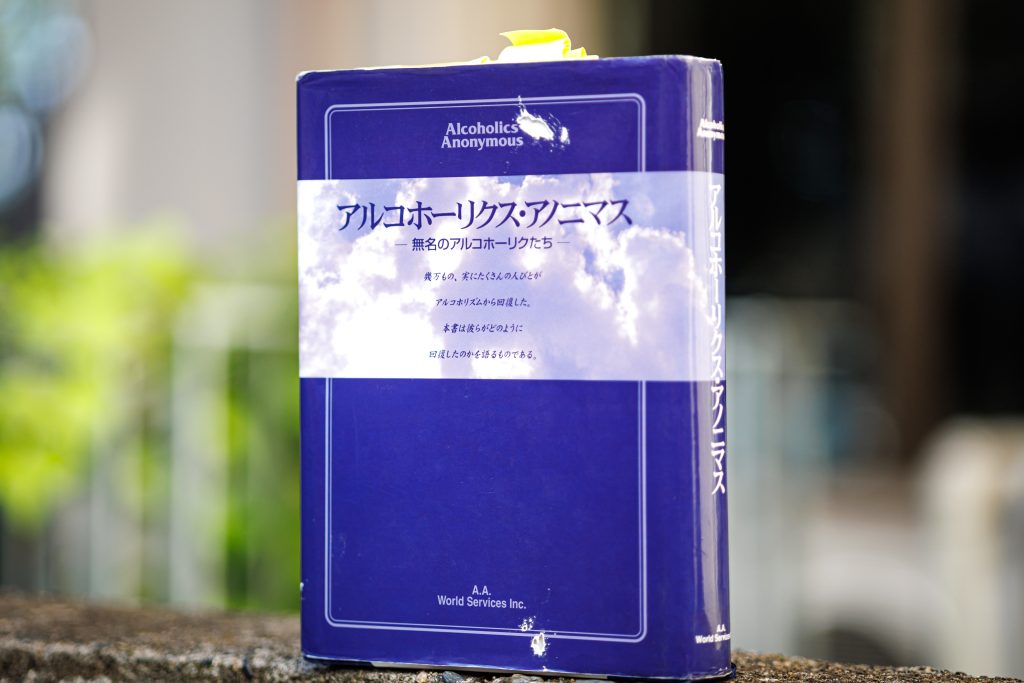 Alcoholics
Anonymous
アルコホーリクス・アノニマス
― 無名のアルコホーリクたち ―
幾万もの、実にたくさんの人びとが
アルコホリズムから回復した。
本書は彼らがどのように
回復したのかを語るものである。
A.A.
World Services Inc.
Alcoholics
アルコホーリクス・アノニマス
A.A.
World Services